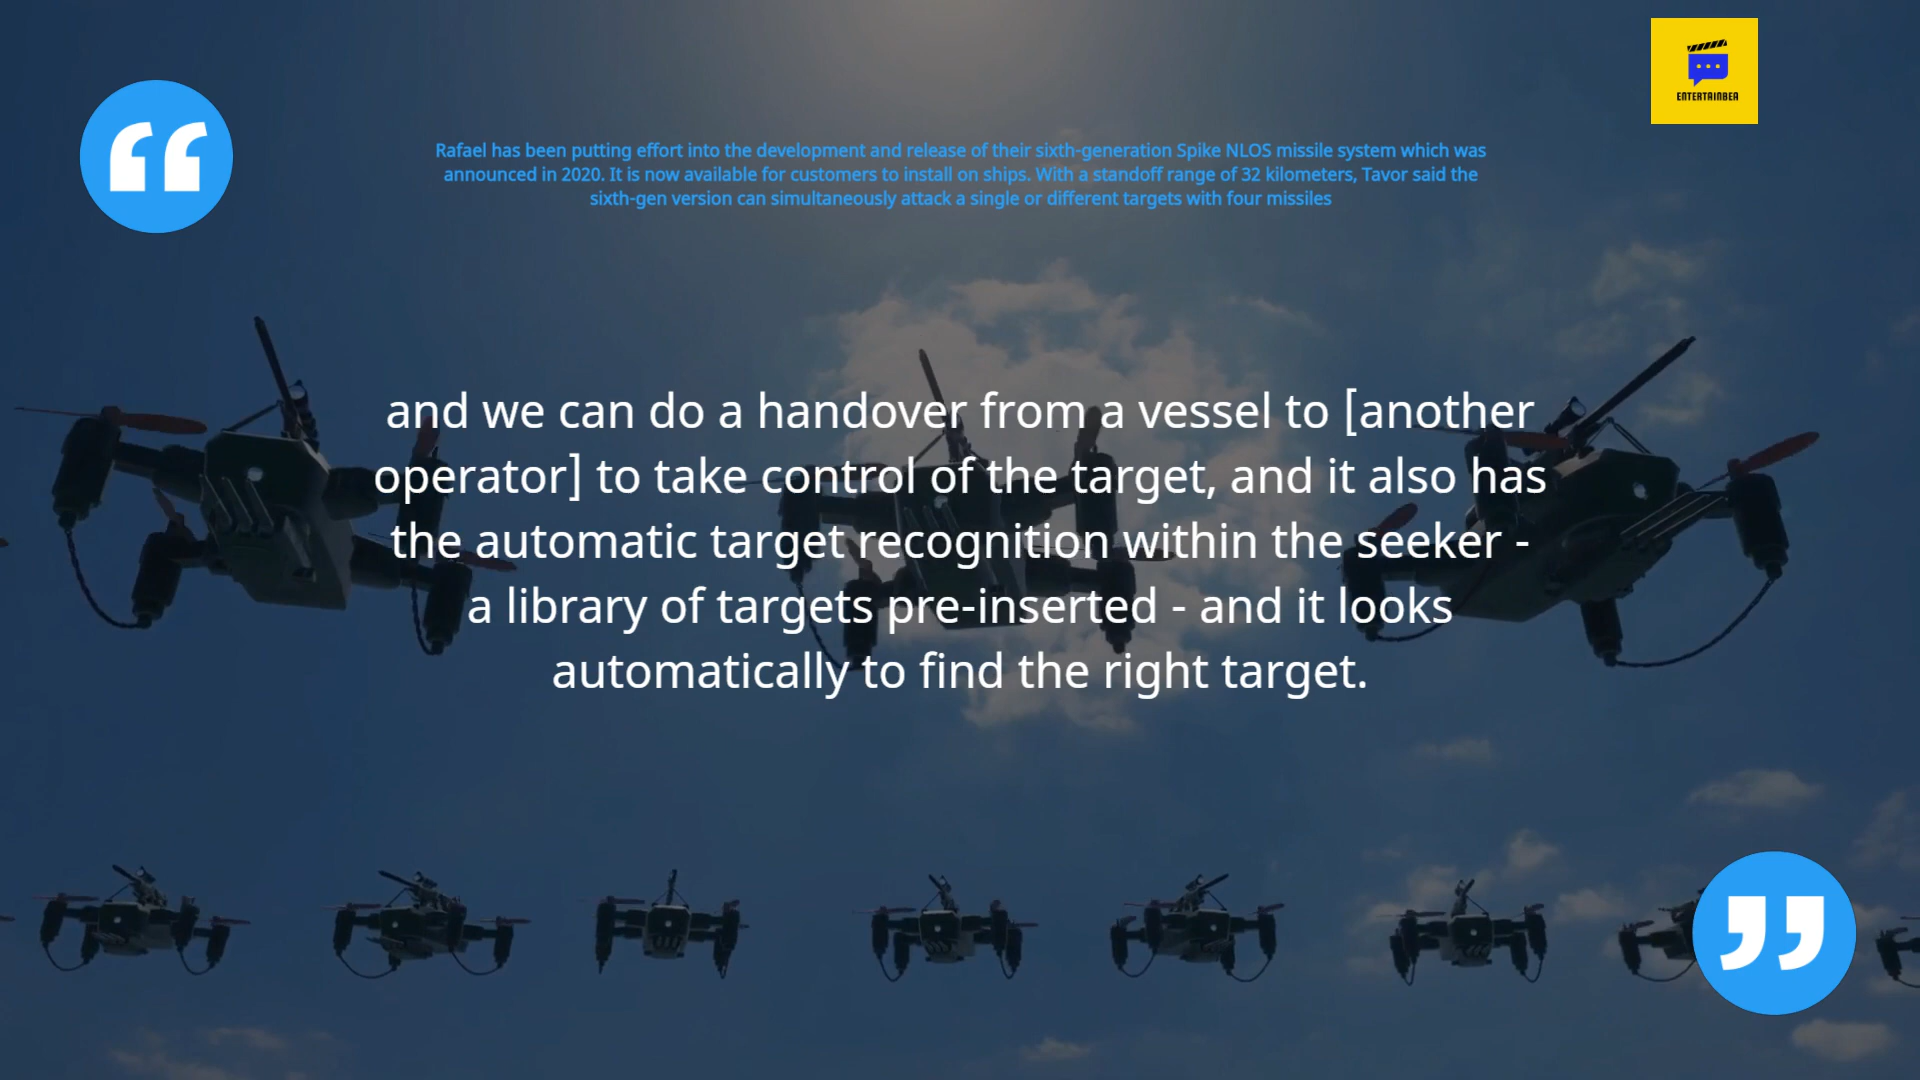 ENTERTAINBEA
Rafael has been putting effort into the development and release of their sixth-generation Spike NLOS missile system which was
announced in 2020. It is now available for customers to install on ships. With a standoff range of 32 kilometers, Tavor said the
sixth-gen version can simultaneously attack a single or different targets with four missiles
and we can do a handover from a vessel to [another
operator] to take control of the target, and it also has
the automatic target recognition within the seeker -
a library of targets pre-inserted - and it looks
automatically to find the right target.